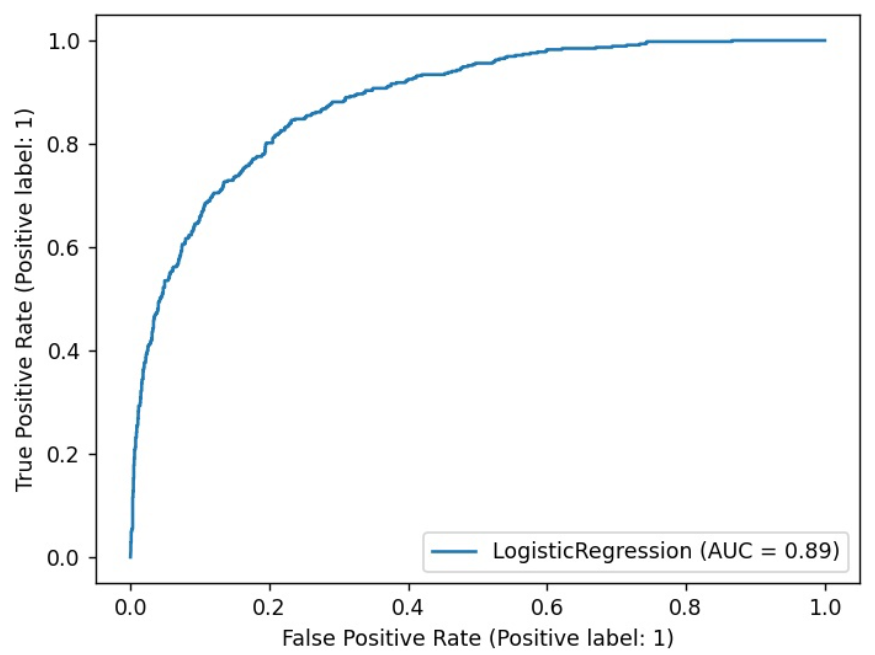 1.0
0.8
0.6
0.4
0.2
0.0
True Positive Rate (Positive label: 1)
LogisticRegression (AUC = 0.89)
0.0 0.2 0.4 0.6 0.8 1.0
False Positive Rate (Positive label: 1)